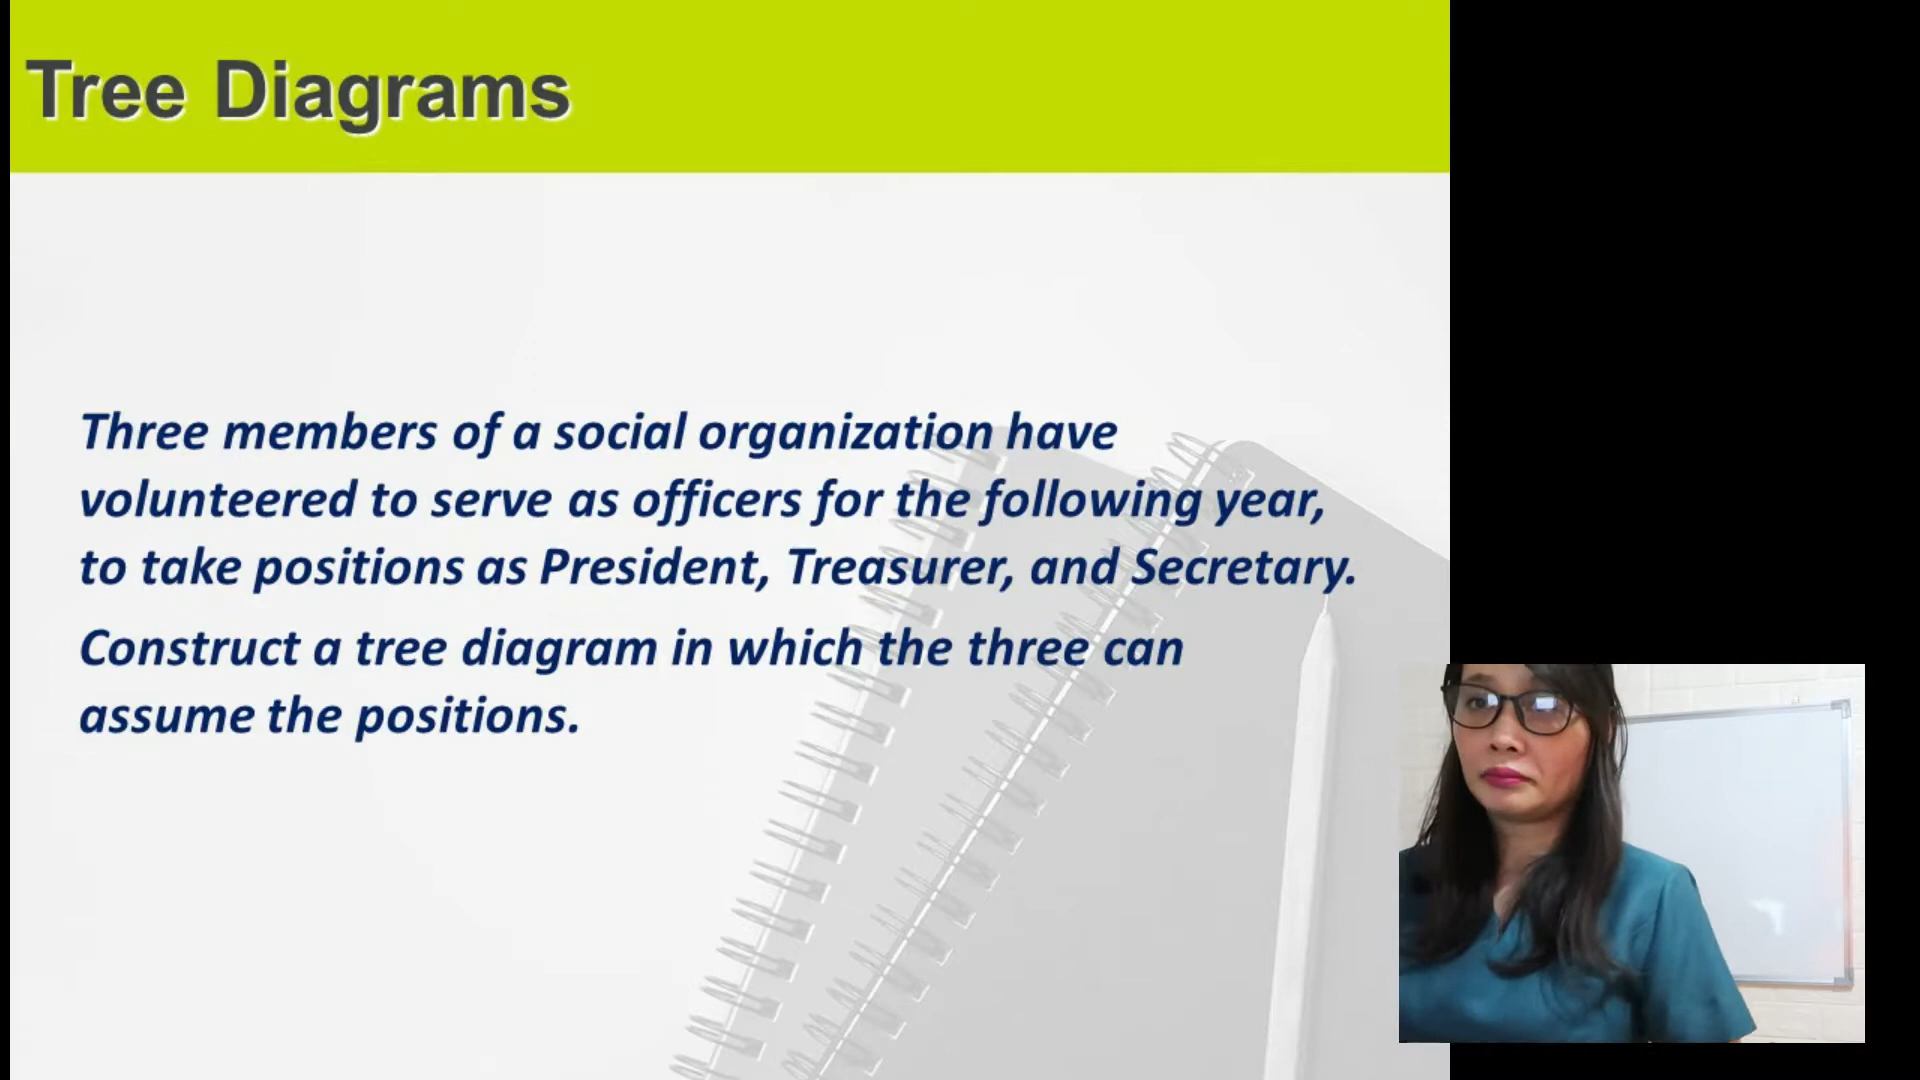 Tree Diagrams
Three members of a social organization have
volunteered to serve as officers for the following year,
to take positions as President, Treasurer, and Secretary.
Construct a tree diagram in which the three can
assume the positions.